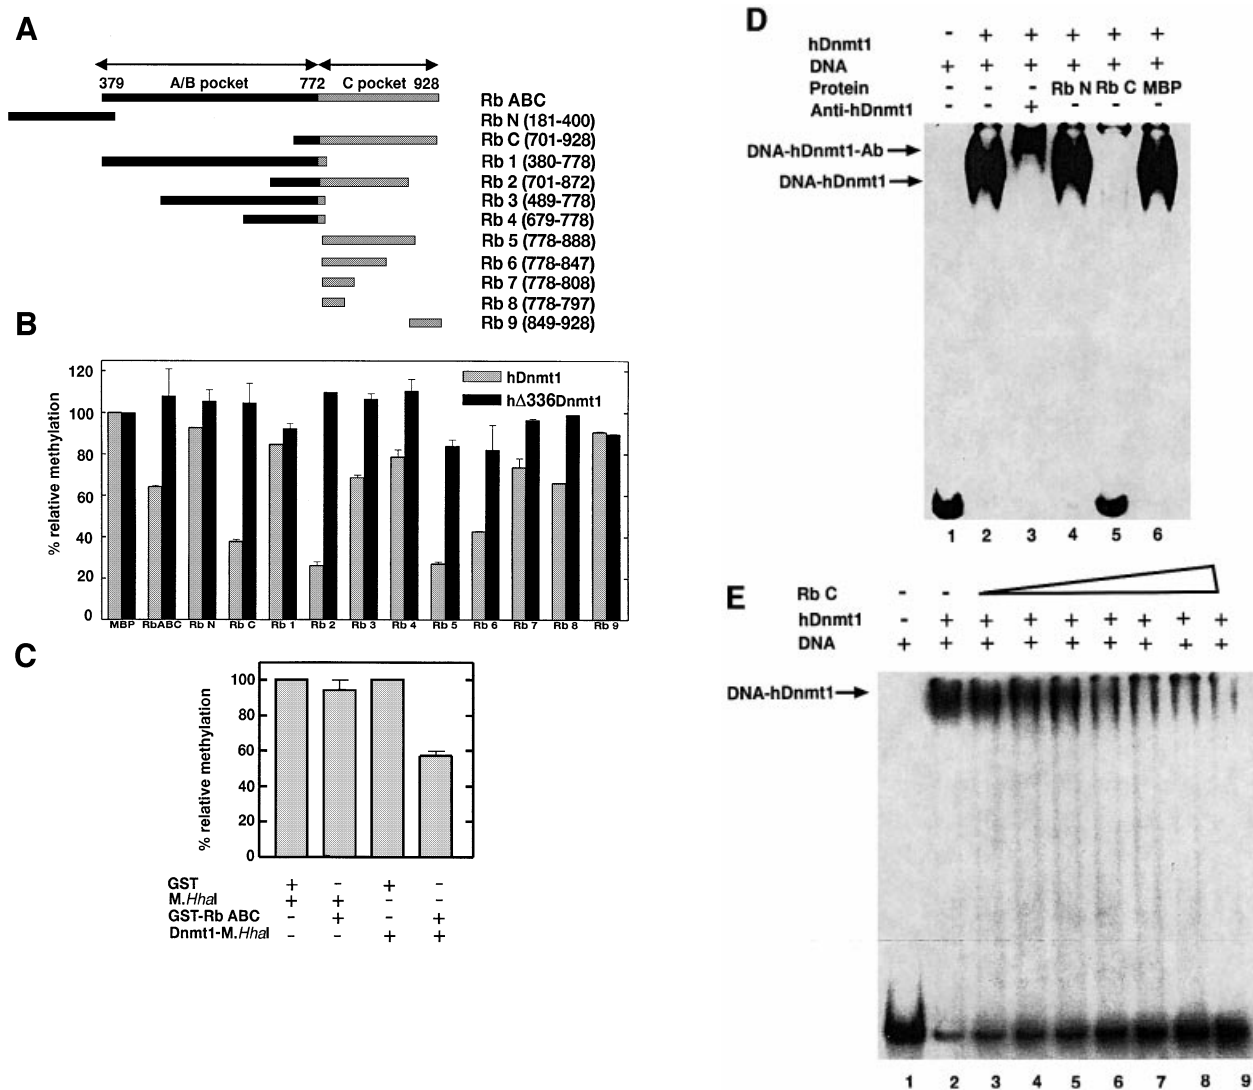 A
379 A/B pocket 772 C pocket 928
Rb ABC
Rb N (181-400)
Rb C (701-928)
Rb 1 (380-778)
Rb 2 (701-872)
Rb 3 (489-778)
Rb 4 (679-778)
Rb 5 (778-888)
Rb 6 (778-847)
Rb 7 (778-808)
Rb 8 (778-797)
Rb 9 (849-928)
B
% relative methylation
120
100
80
60
40
20
0
hDnmt1
hΔ336Dnmt1
MBP RbABC Rb N Rb C Rb 1 Rb 2 Rb 3 Rb 4 Rb 5 Rb 6 Rb 7 Rb 8 Rb 9
C
% relative methylation
100
80
60
40
20
0
GST + - + -
M.HhaI + + - -
GST-Rb ABC - + - +
Dnmt1-M.HhaI - - + +
D
hDnmt1 - + + + + +
DNA + + + + + +
Protein - - - Rb N Rb C MBP
Anti-hDnmt1 - - + - - -
DNA-hDnmt1-Ab
DNA-hDnmt1
1 2 3 4 5 6
E
Rb C - -
hDnmt1 - + + + + + + + +
DNA + + + + + + + + +
DNA-hDnmt1
1 2 3 4 5 6 7 8 9